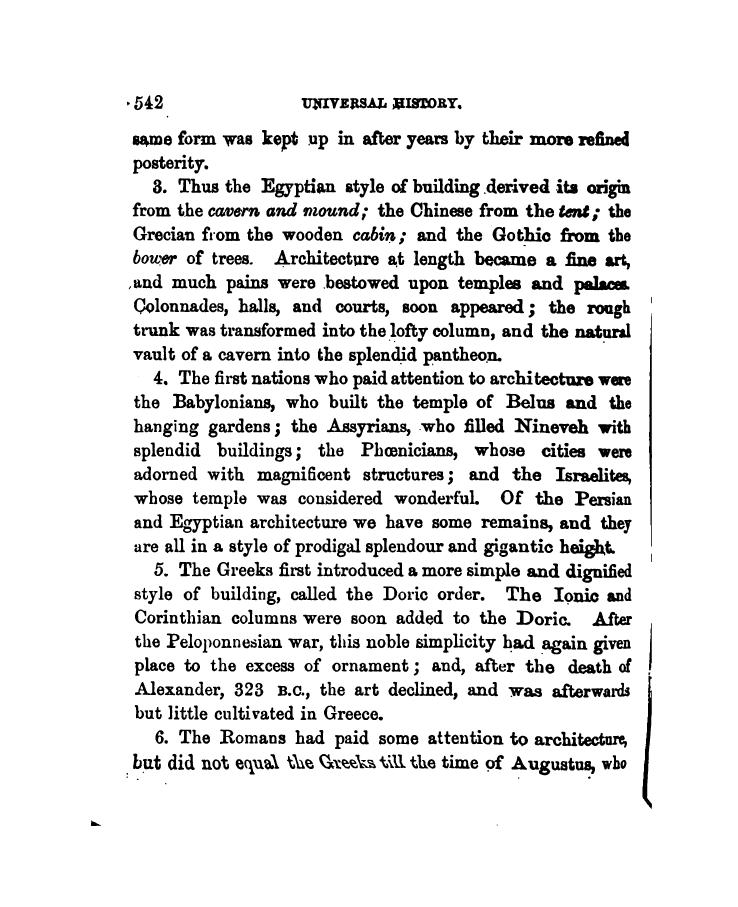 542 UNIVERSAL HISTORY.
same form was kept up in after years by their more refined
posterity.
3. Thus the Egyptian style of building derived its origin
from the cavern and mound; the Chinese from the tent; the
Grecian from the wooden cabin; and the Gothic from the
bower of trees. Architecture at length became a fine art,
and much pains were bestowed upon temples and palaces.
Colonnades, halls, and courts, soon appeared; the rough
trunk was transformed into the lofty column, and the natural
vault of a cavern into the splendid pantheon.
4. The first nations who paid attention to architecture were
the Babylonians, who built the temple of Belus and the
hanging gardens; the Assyrians, who filled Nineveh with
splendid buildings; the Phœnicians, whose cities were
adorned with magnificent structures; and the Israelites,
whose temple was considered wonderful. Of the Persian
and Egyptian architecture we have some remains, and they
are all in a style of prodigal splendour and gigantic height.
5. The Greeks first introduced a more simple and dignified
style of building, called the Doric order. The Ionic and
Corinthian columns were soon added to the Doric. After
the Peloponnesian war, this noble simplicity had again given
place to the excess of ornament; and, after the death of
Alexander, 323 B.C., the art declined, and was afterwards
but little cultivated in Greece.
6. The Romans had paid some attention to architecture,
but did not equal the Greeks till the time of Augustus, who